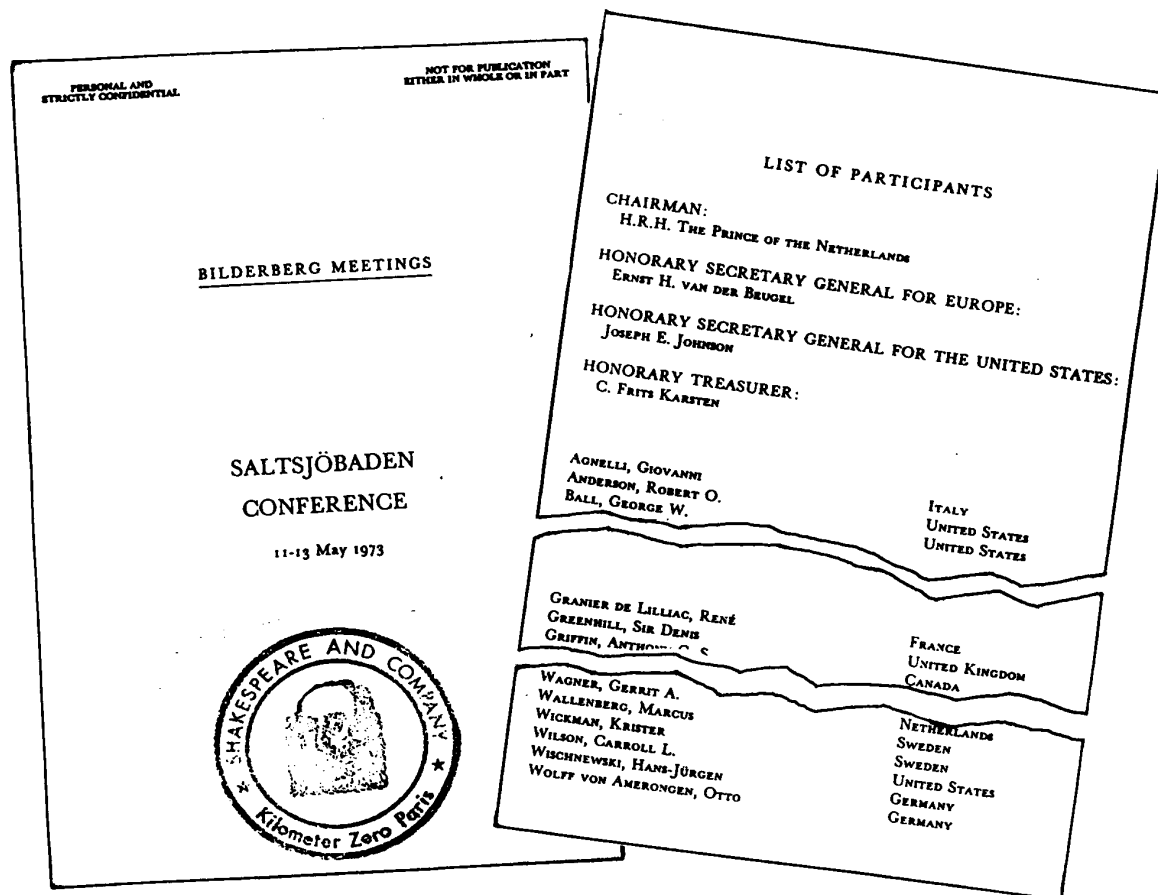 PERSONAL AND
STRICTLY CONFIDENTIAL
NOT FOR PUBLICATION
EITHER IN WHOLE OR IN PART
BILDERBERG MEETINGS
SALTSJÖBADEN
CONFERENCE
11-13 May 1973
SHAKESPEARE AND COMPANY
Kilometer Zero Paris
LIST OF PARTICIPANTS
CHAIRMAN:
H.R.H. The Prince of the Netherlands
HONORARY SECRETARY GENERAL FOR EUROPE:
Ernst H. van der Beugel
HONORARY SECRETARY GENERAL FOR THE UNITED STATES:
Joseph E. Johnson
HONORARY TREASURER:
C. Frits Karsten
Agnelli, Giovanni Italy
Anderson, Robert O. United States
Ball, George W. United States
Granier de Lilliac, René France
Greenhill, Sir Denis United Kingdom
Griffin, Anthony G. S. Canada
Wagner, Gerrit A. Netherlands
Wallenberg, Marcus Sweden
Wickman, Krister Sweden
Wilson, Carroll L. United States
Wischnewski, Hans-Jürgen Germany
Wolff von Amerongen, Otto Germany